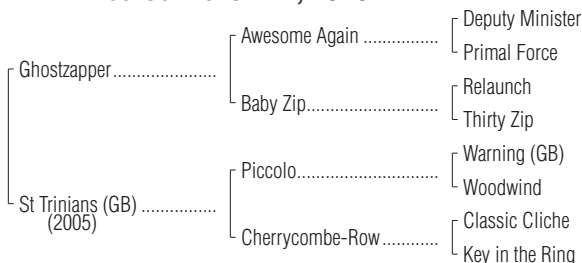 Deputy Minister
Awesome Again ................
Primal Force
Ghostzapper......................
Relaunch
Baby Zip............................
Thirty Zip
Warning (GB)
Piccolo..............................
Woodwind
St Trinians (GB) ................
(2005)
Classic Cliche
Cherrycombe-Row............
Key in the Ring